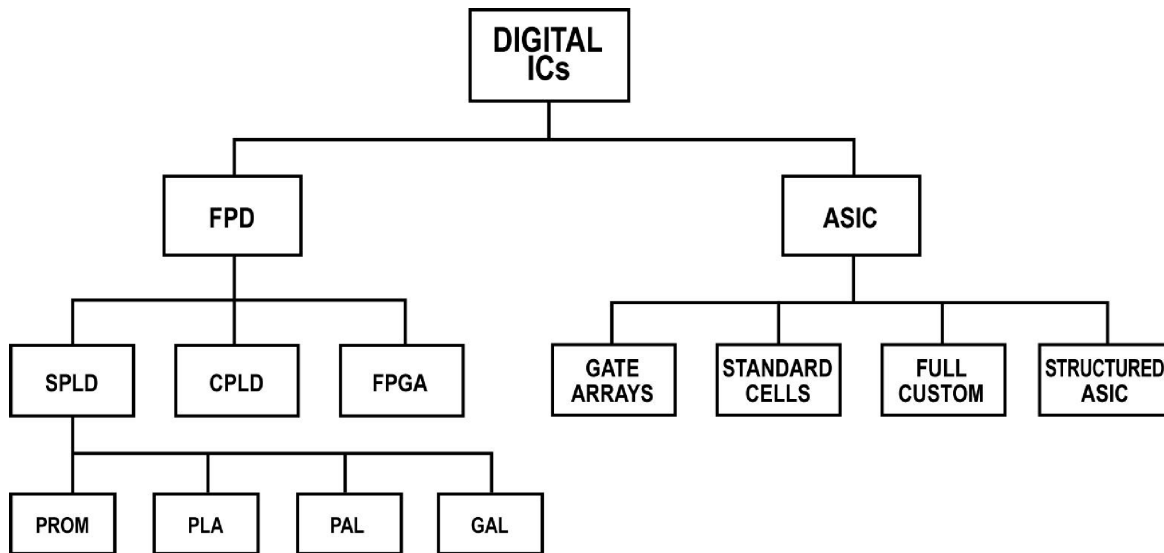 DIGITAL
ICs
FPD
ASIC
SPLD
CPLD
FPGA
GATE
ARRAYS
STANDARD
CELLS
FULL
CUSTOM
STRUCTURED
ASIC
PROM
PLA
PAL
GAL